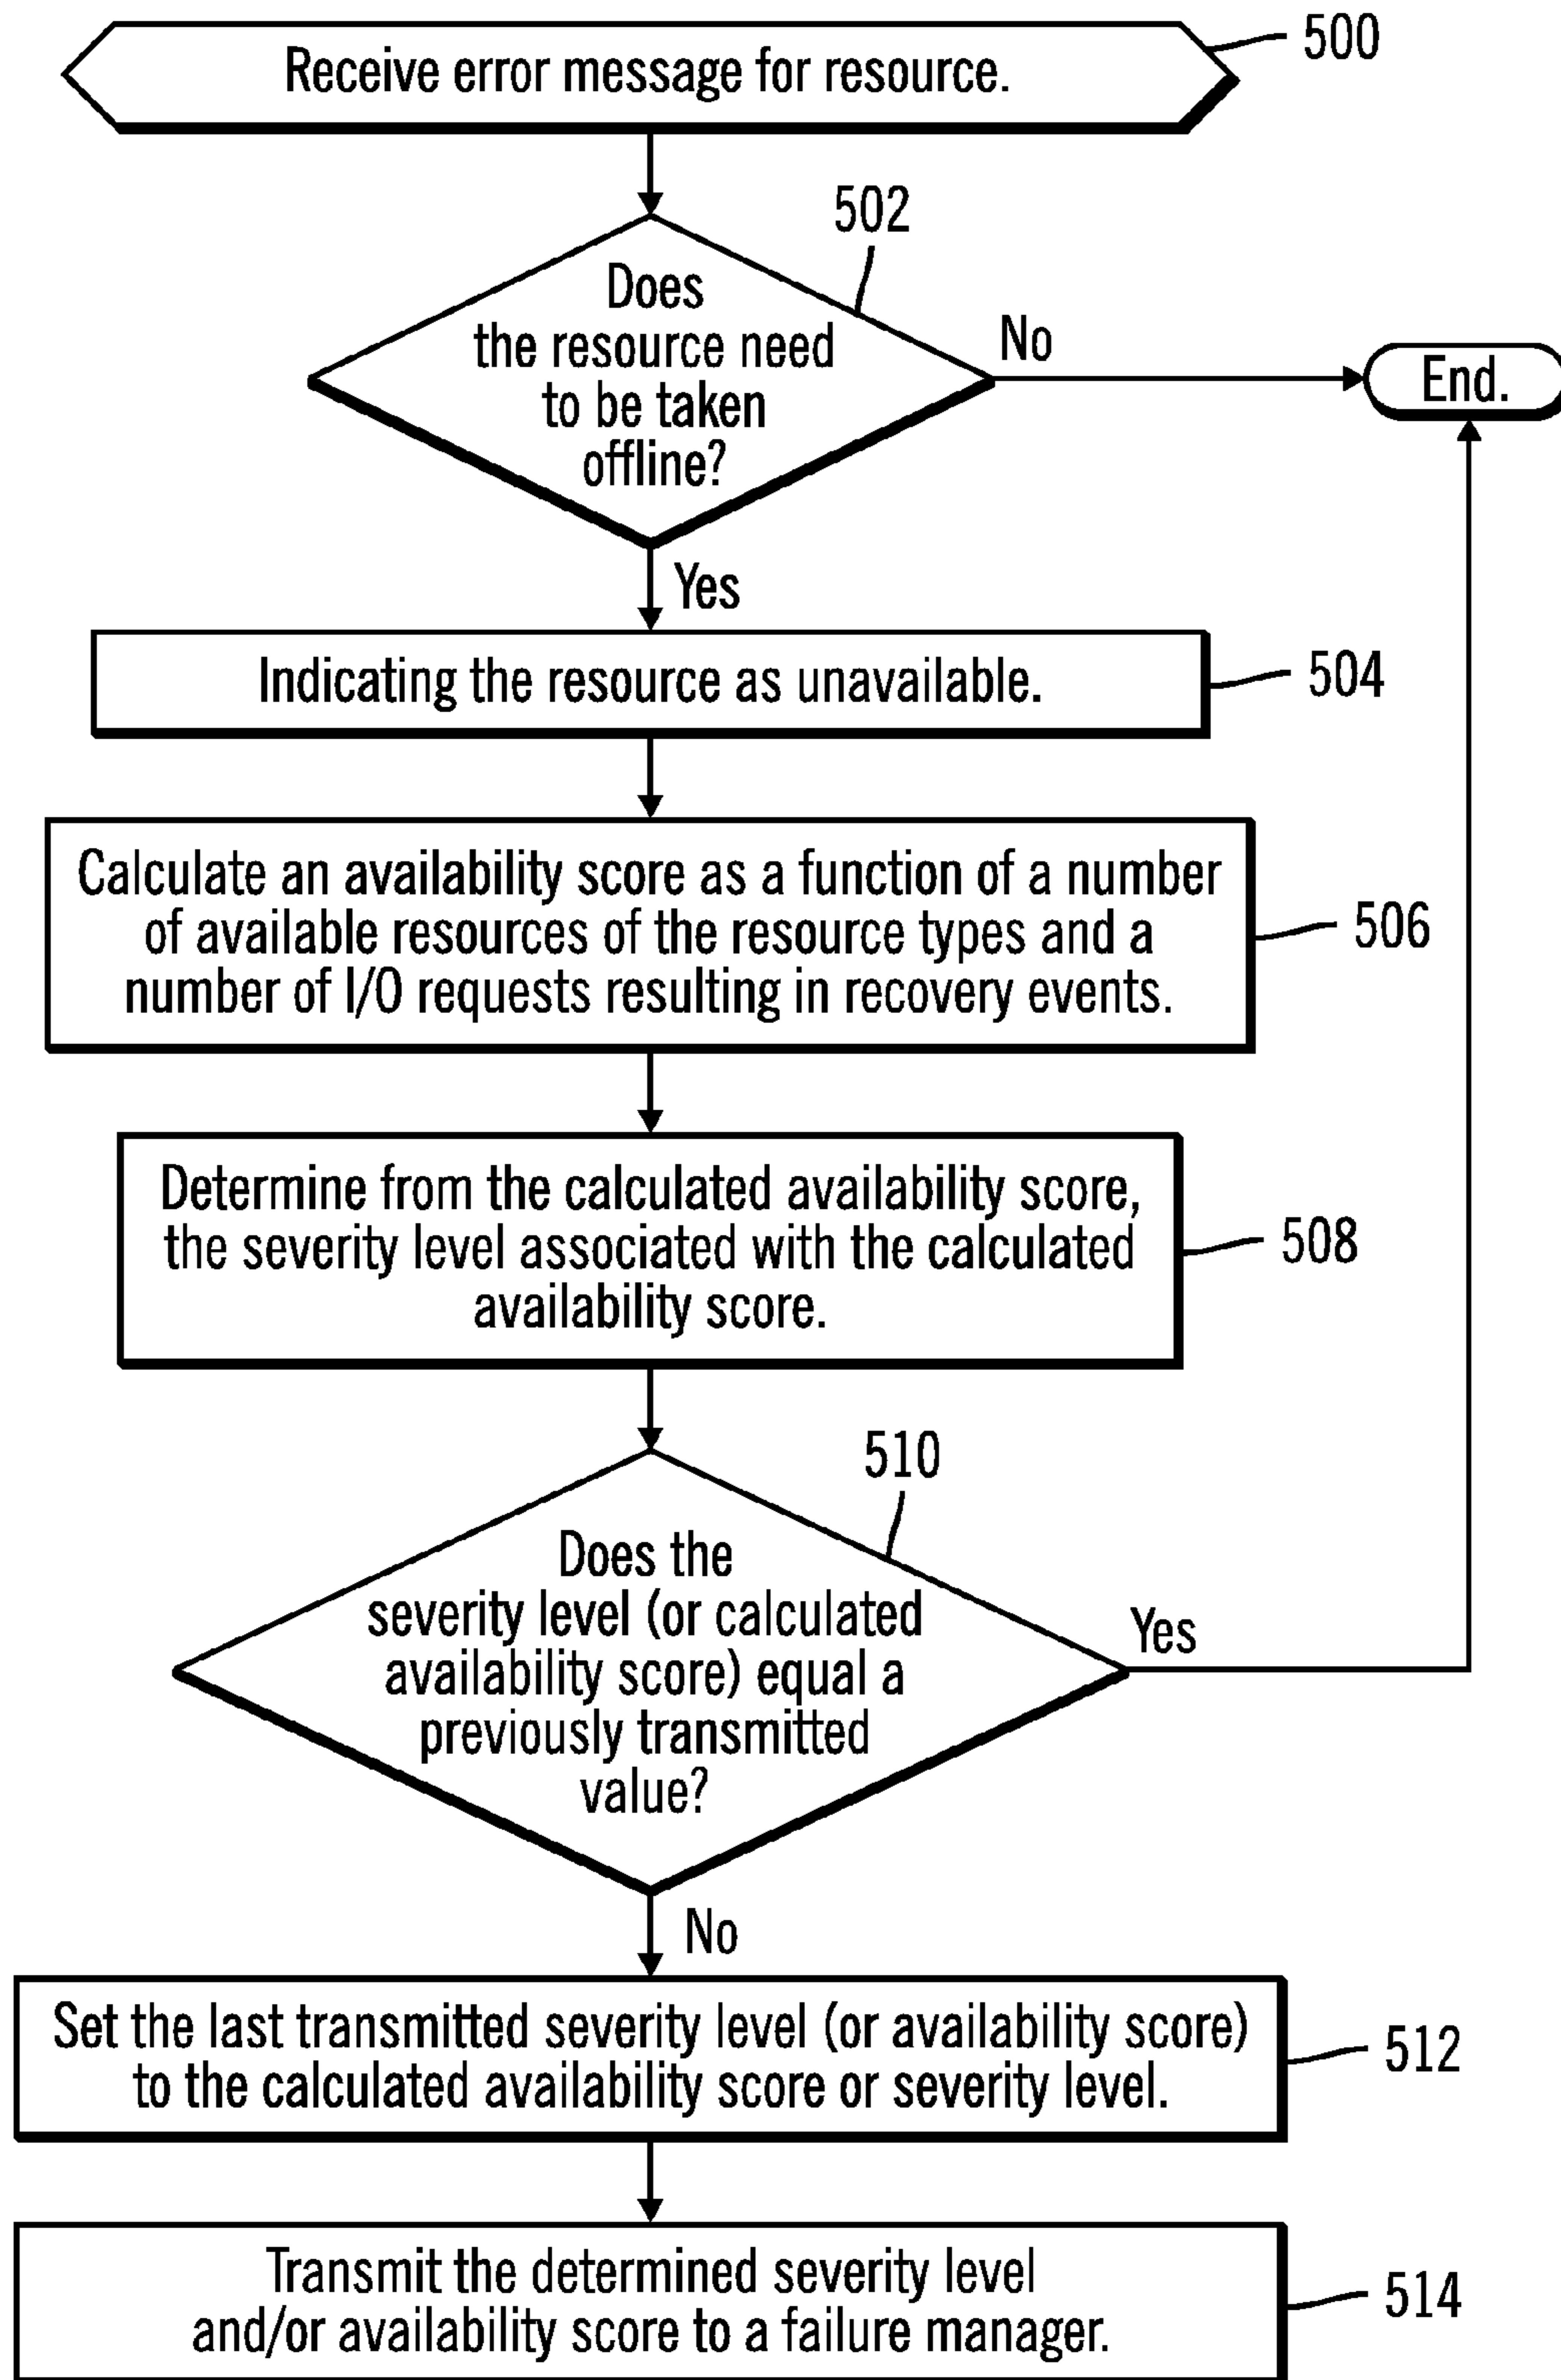 Receive error message for resource.
500
502
Does
the resource need
to be taken
offline?
No
End.
Yes
Indicating the resource as unavailable.
504
Calculate an availability score as a function of a number
of available resources of the resource types and a
number of I/O requests resulting in recovery events.
506
Determine from the calculated availability score,
the severity level associated with the calculated
availability score.
508
510
Does the
severity level (or calculated
availability score) equal a
previously transmitted
value?
Yes
No
Set the last transmitted severity level (or availability score)
to the calculated availability score or severity level.
512
Transmit the determined severity level
and/or availability score to a failure manager.
514